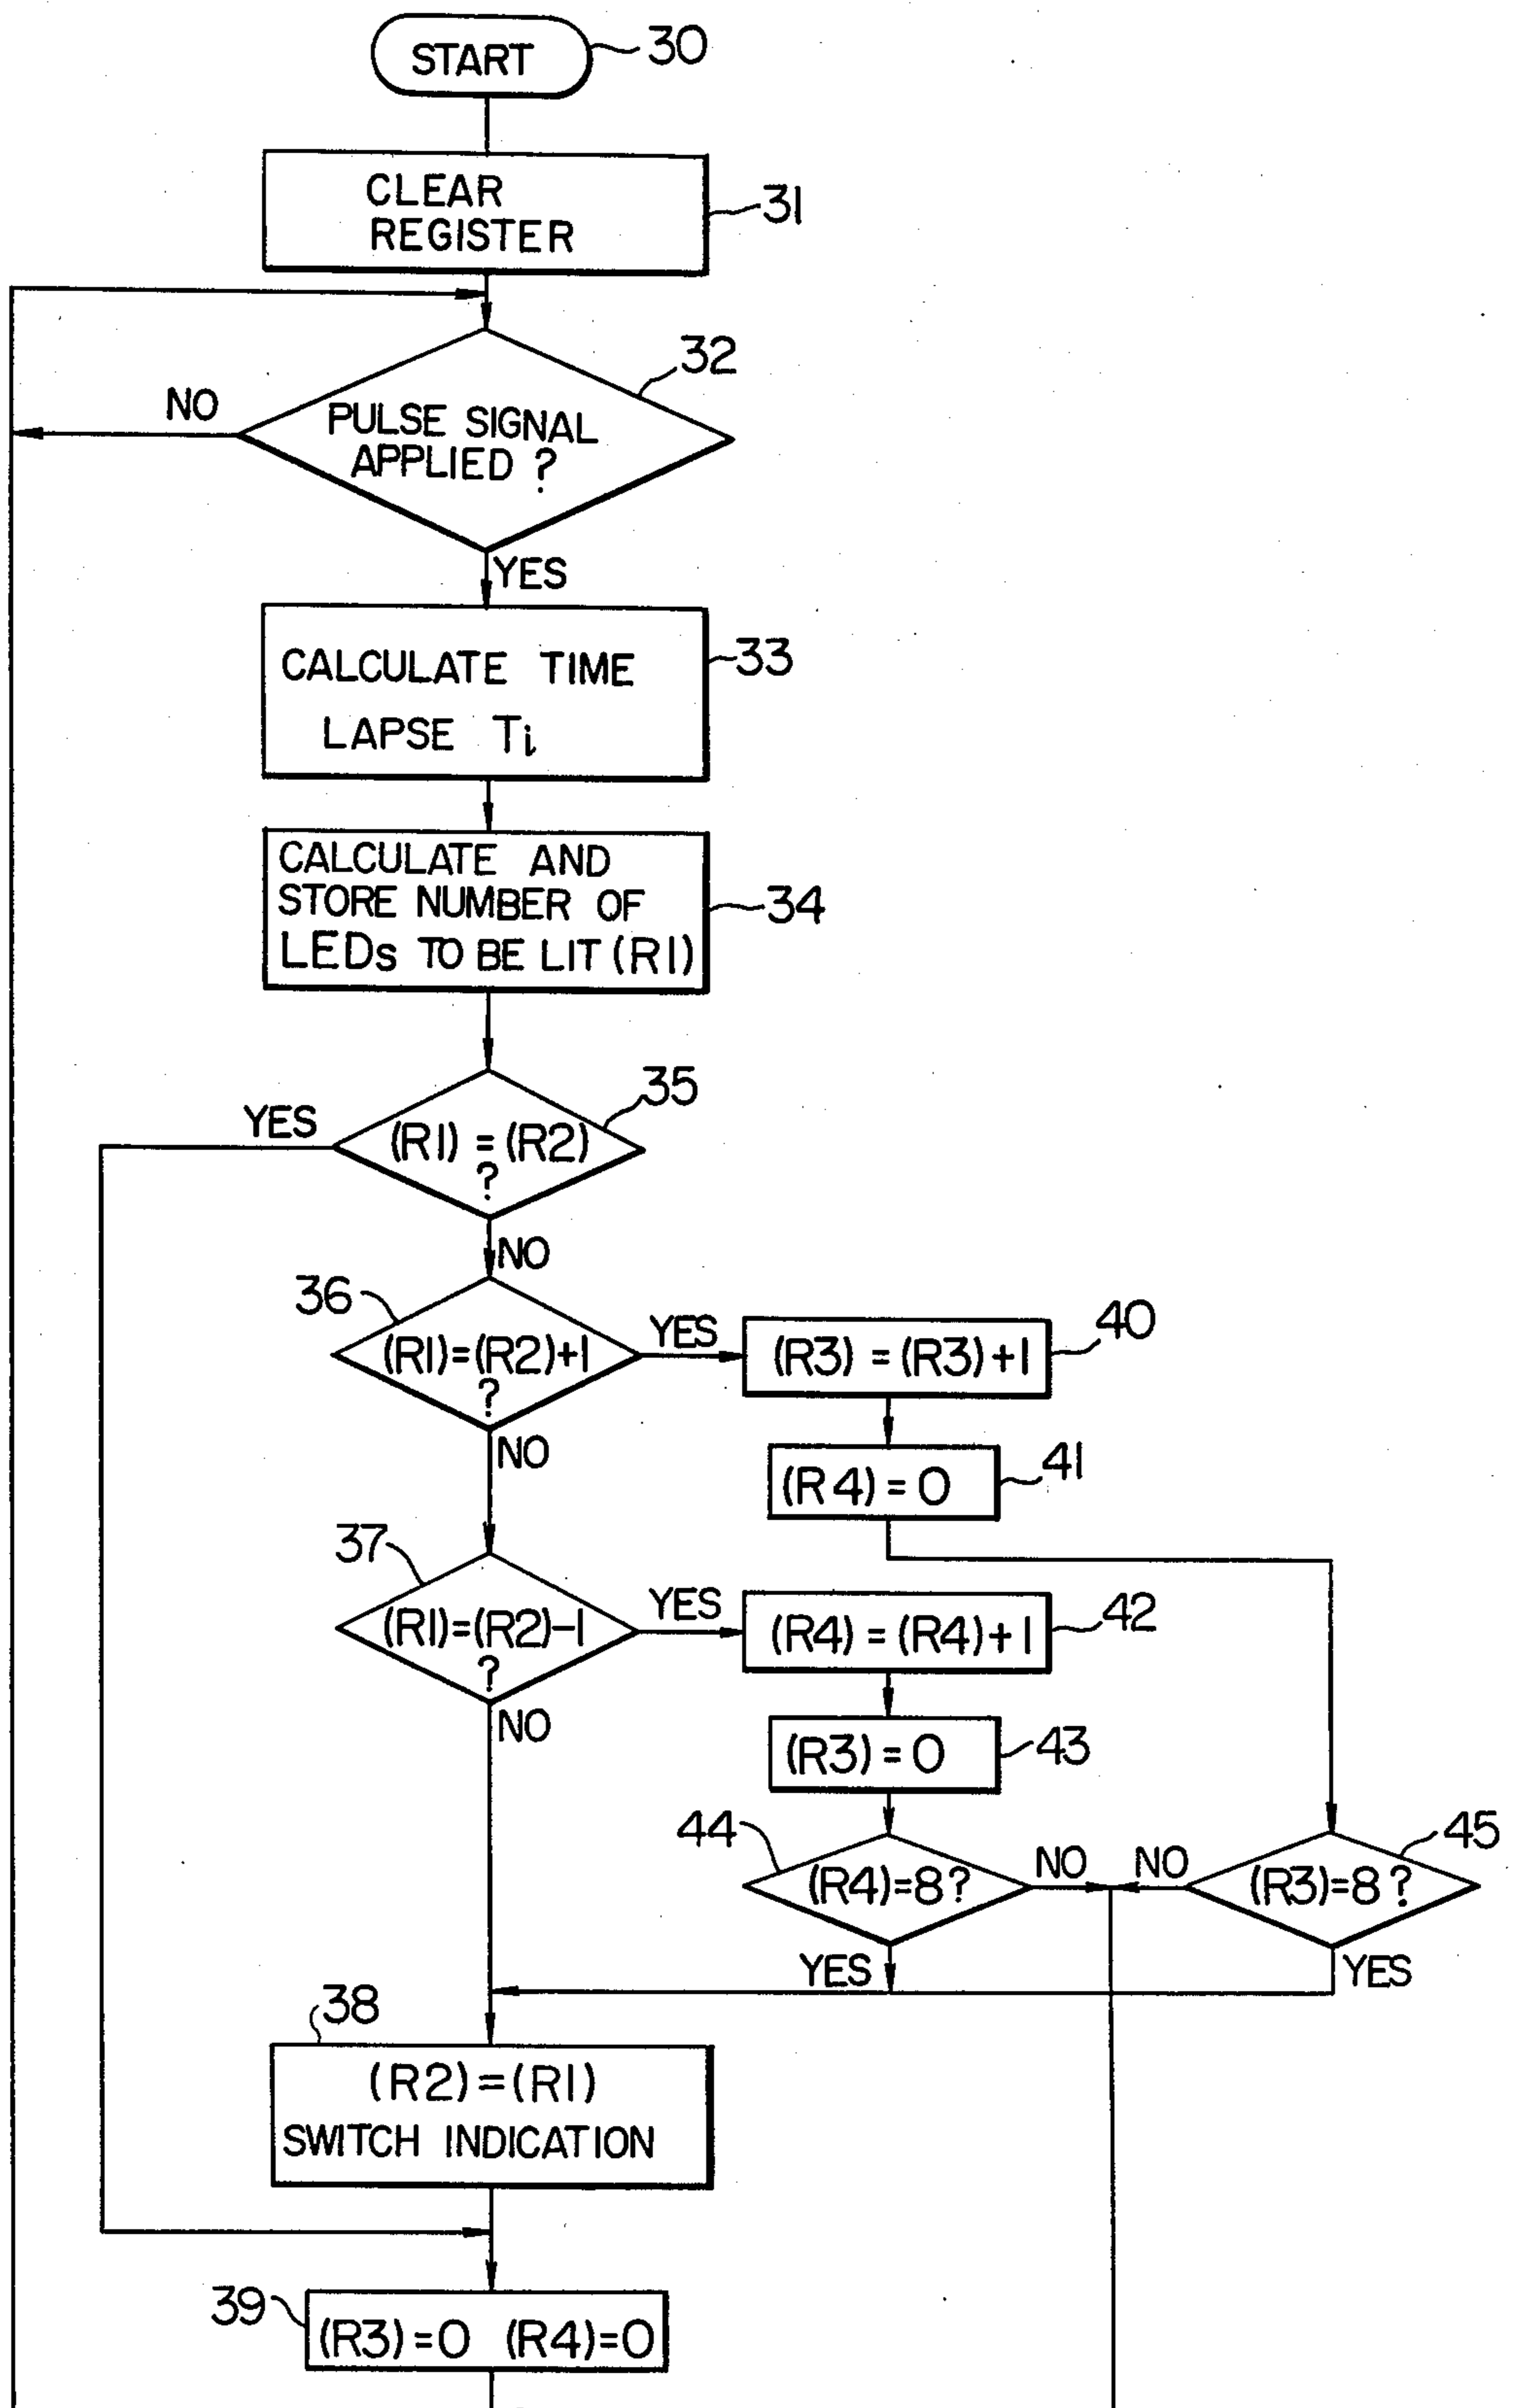 START
30
CLEAR
REGISTER
31
32
NO
PULSE SIGNAL
APPLIED ?
YES
CALCULATE TIME
LAPSE Ti
33
CALCULATE AND
STORE NUMBER OF
LEDs TO BE LIT (R1)
34
35
YES
(R1) = (R2)
?
NO
36
(R1)=(R2)+1
?
YES
(R3) = (R3)+1
40
NO
(R4) = 0
41
37
(R1)=(R2)-1
?
YES
(R4) = (R4)+1
42
NO
(R3) = 0
43
44
(R4)=8?
NO
NO
(R3)=8?
45
YES
YES
38
(R2)=(R1)
SWITCH INDICATION
39
(R3)=0 (R4)=0